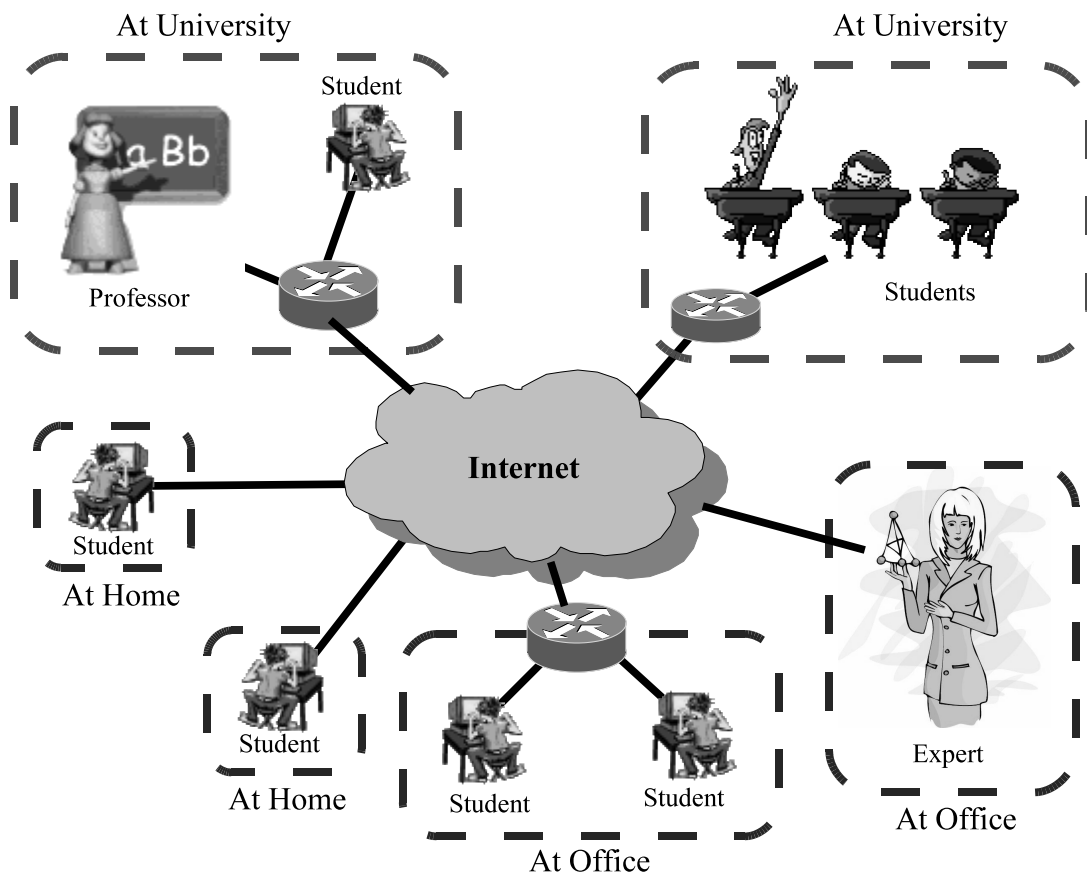 At University
At University
Student
a Bb
Professor
Students
Internet
Student
At Home
Student
At Home
Student
Student
At Office
Expert
At Office